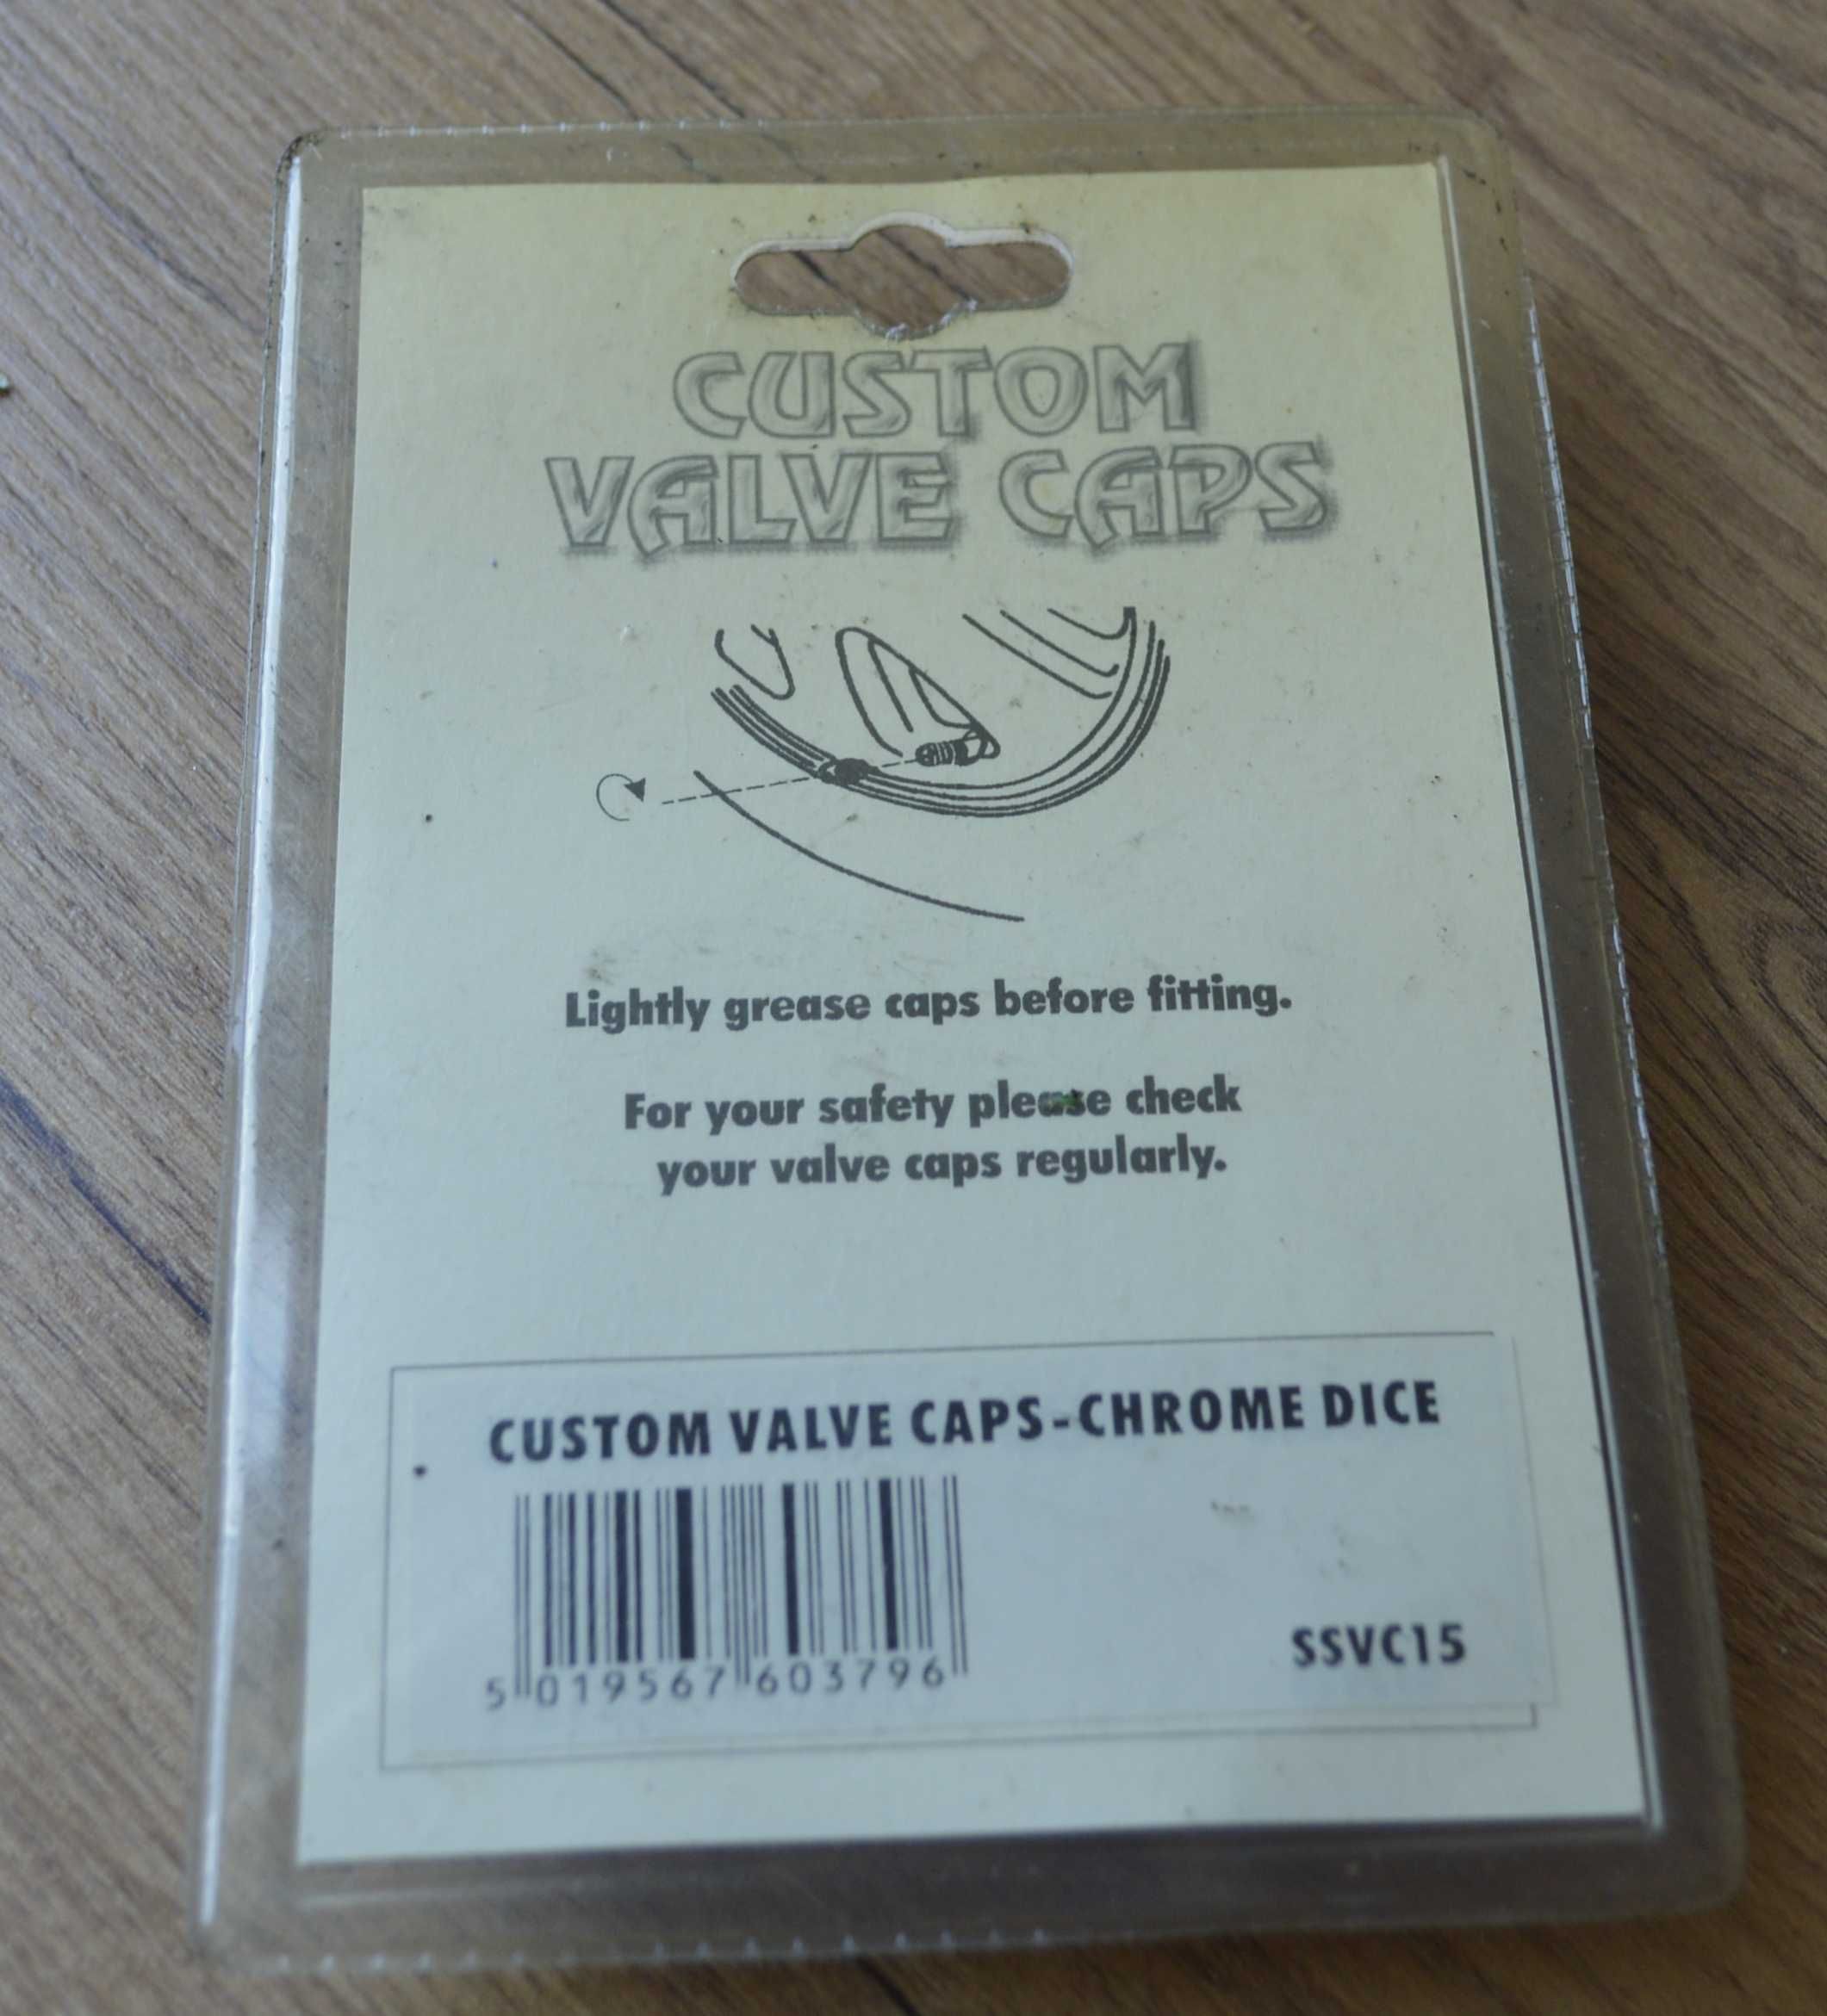 CUSTOM
VALVE CAPS
Lightly grease caps before fitting.
For your safety please check
your valve caps regularly.
CUSTOM VALVE CAPS-CHROME DICE
5 019567 603796
SSVC15